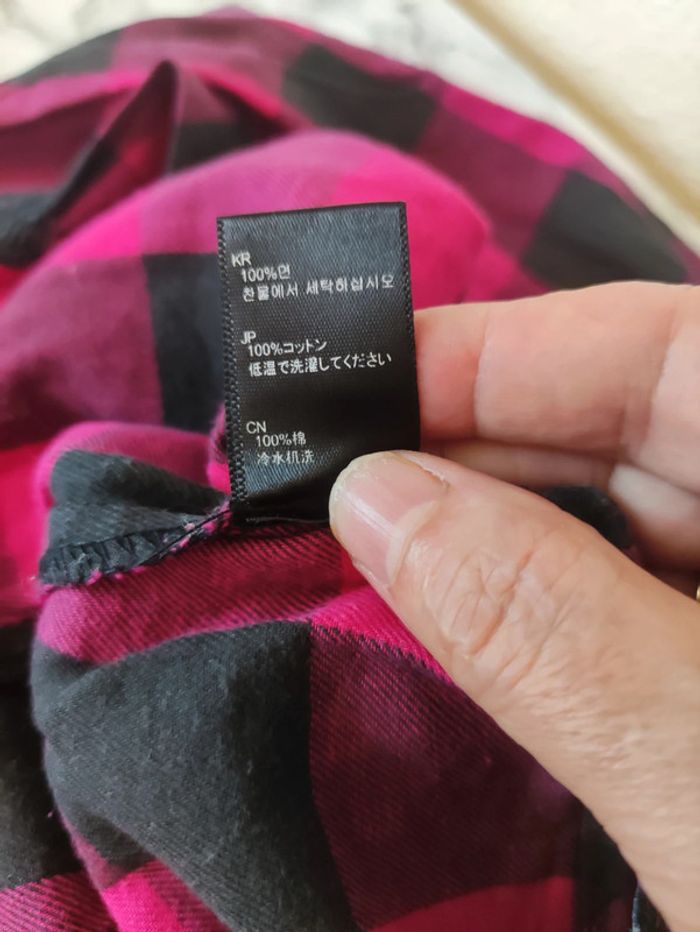 KR
100%면
찬물에서 세탁하십시오
JP
100%コットン
低温で洗濯してください
CN
100%棉
冷水机洗